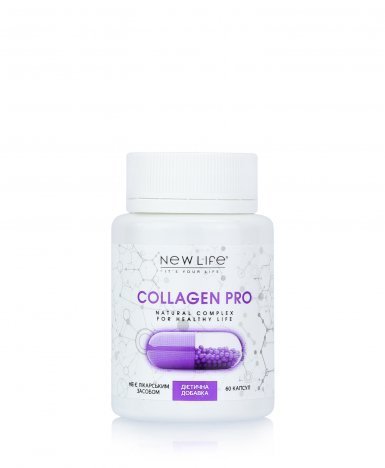 NEW LIFE®
IT'S YOUR LIFE
COLLAGEN PRO
NATURAL COMPLEX
FOR HEALTHY LIFE
НЕ Є ЛІКАРСЬКИМ
ЗАСОБОМ
ДІЄТИЧНА
ДОБАВКА
60 КАПСУЛ